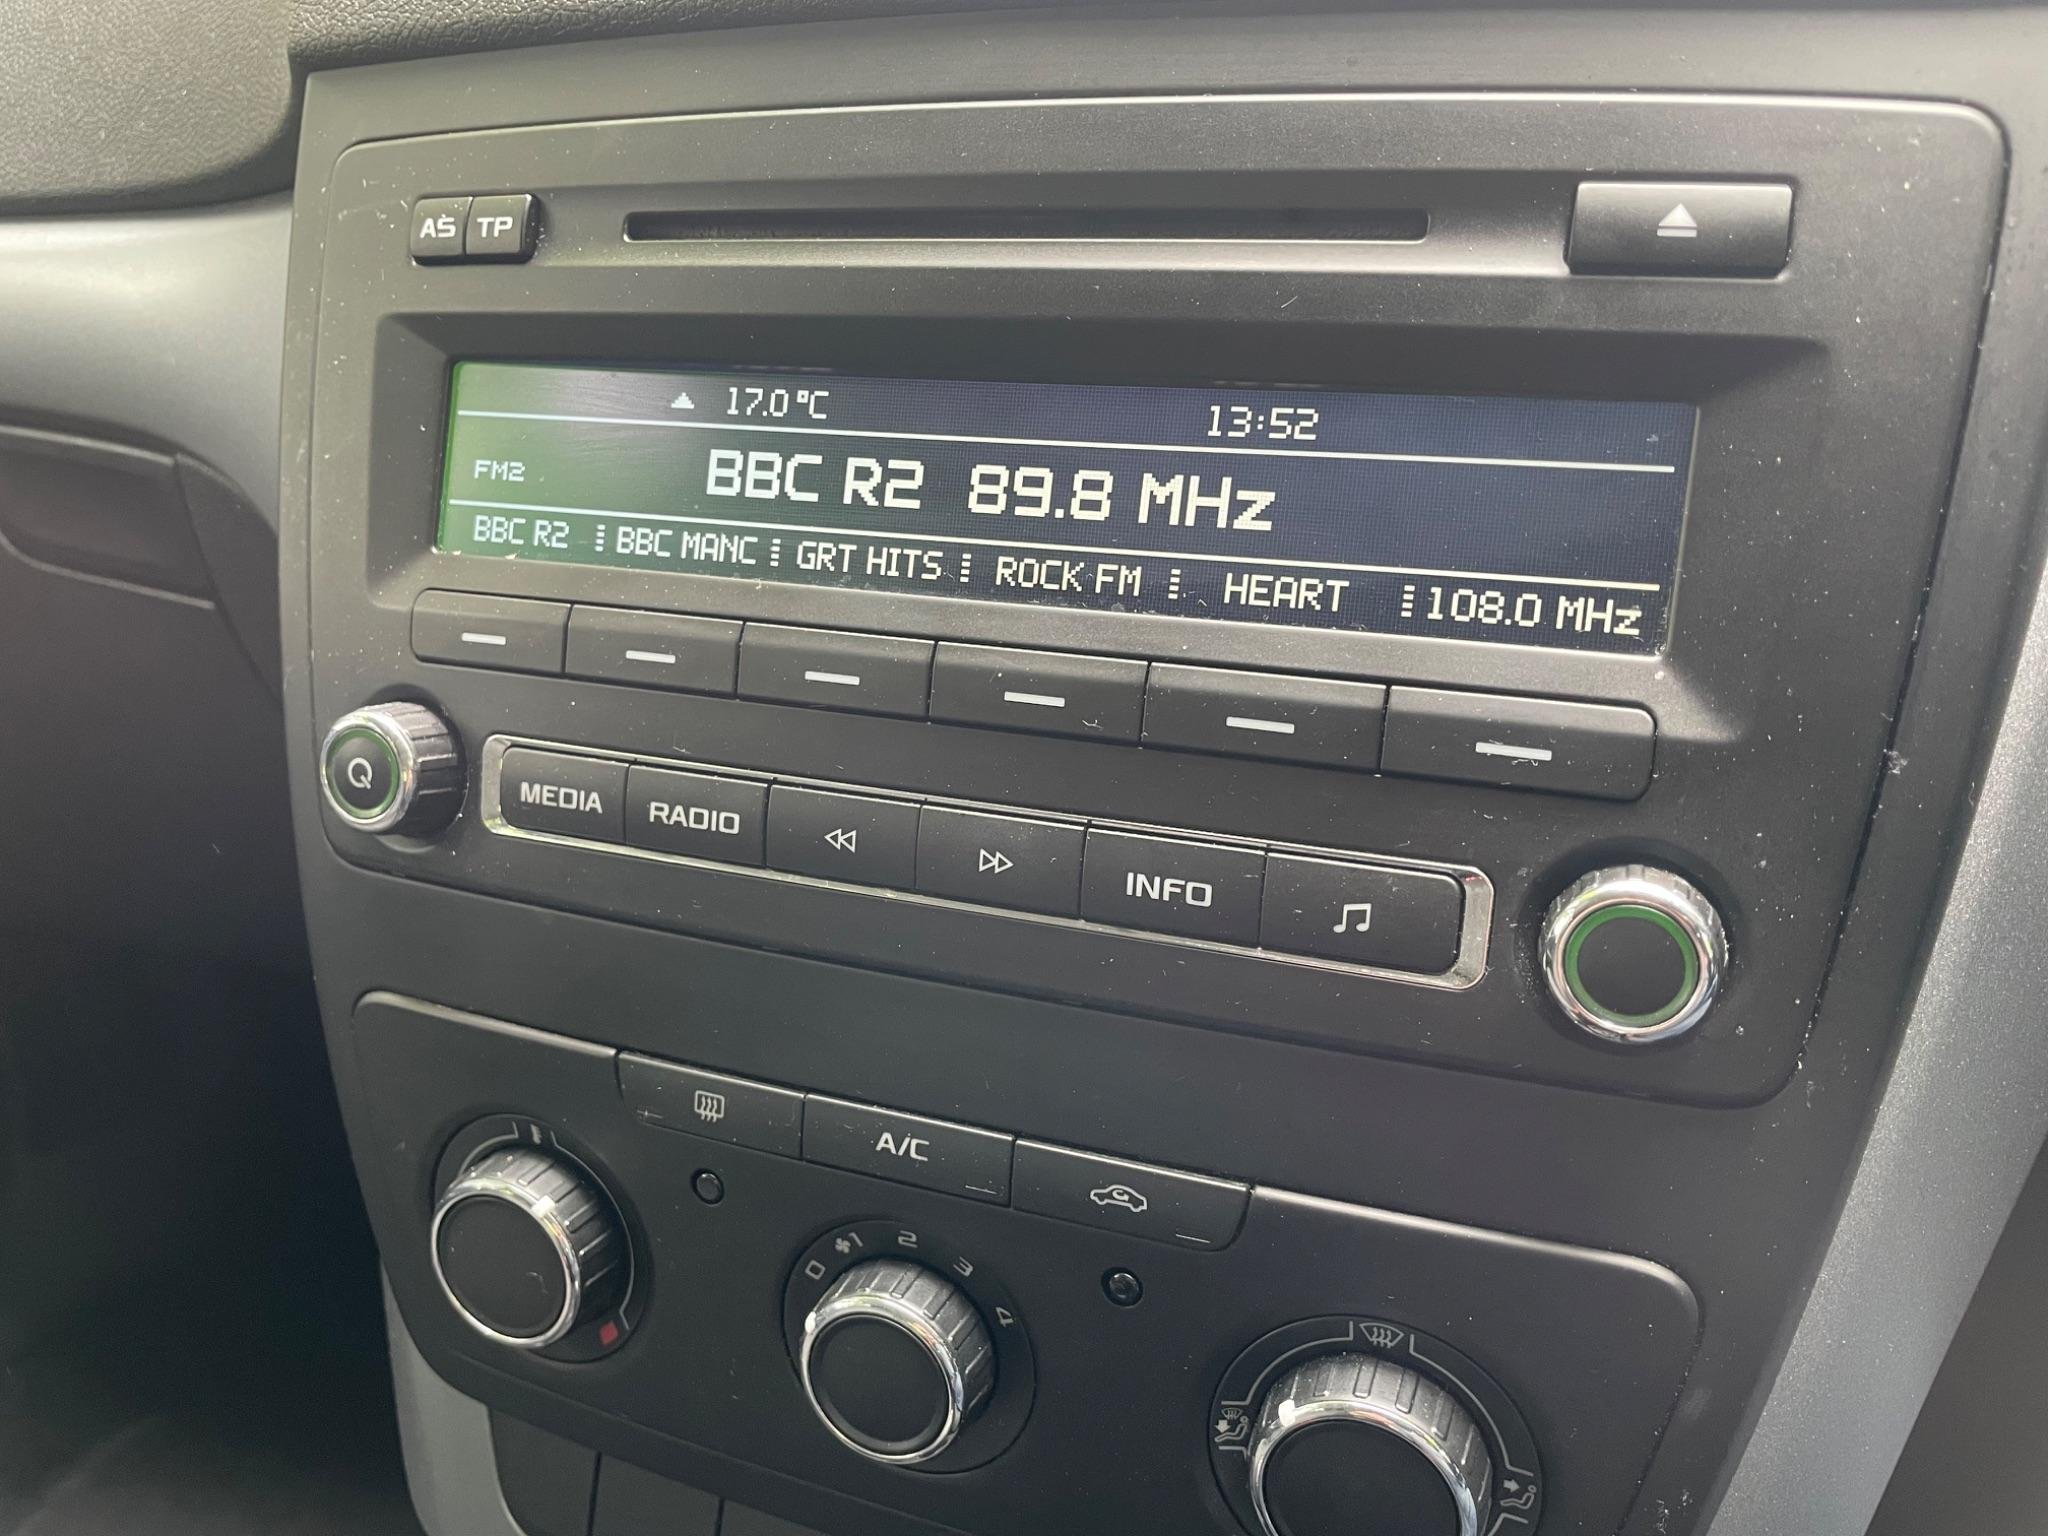 AS TP
17.0 °C 13:52
FM2 BBC R2 89.8 MHz
BBC R2 BBC MANC GRT HITS ROCK FM HEART 108.0 MHz
MEDIA RADIO INFO
A/C
0 1 2 3 4